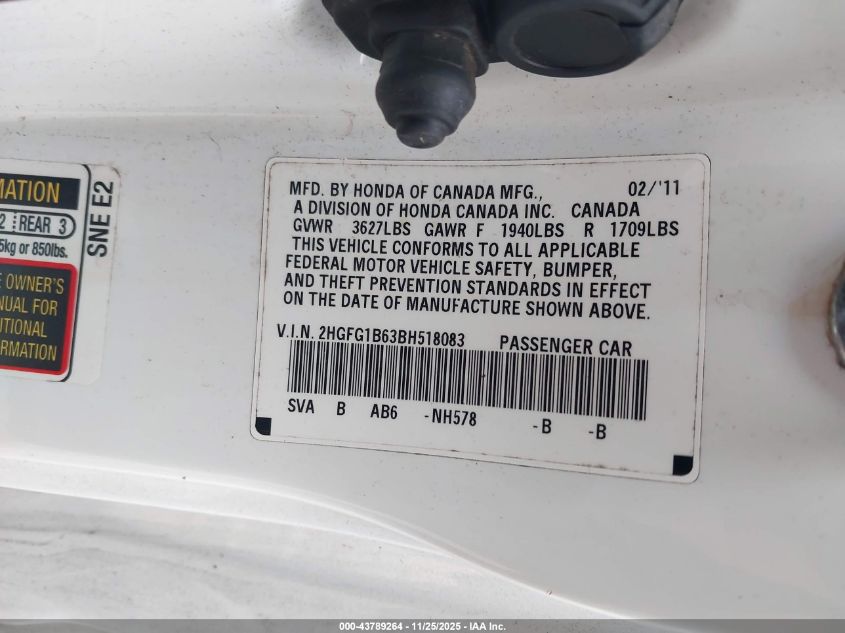 MATION
2 REAR 3
5kg or 850lbs.
E OWNER'S
NUAL FOR
ITIONAL
ORMATION
SNE E2
MFD. BY HONDA OF CANADA MFG., 02/'11
A DIVISION OF HONDA CANADA INC. CANADA
GVWR 3627LBS GAWR F 1940LBS R 1709LBS
THIS VEHICLE CONFORMS TO ALL APPLICABLE
FEDERAL MOTOR VEHICLE SAFETY, BUMPER,
AND THEFT PREVENTION STANDARDS IN EFFECT
ON THE DATE OF MANUFACTURE SHOWN ABOVE.
V.I.N. 2HGFG1B63BH518083 PASSENGER CAR
SVA B AB6 -NH578 -B -B
000-43789264 - 11/25/2025 - IAA Inc.